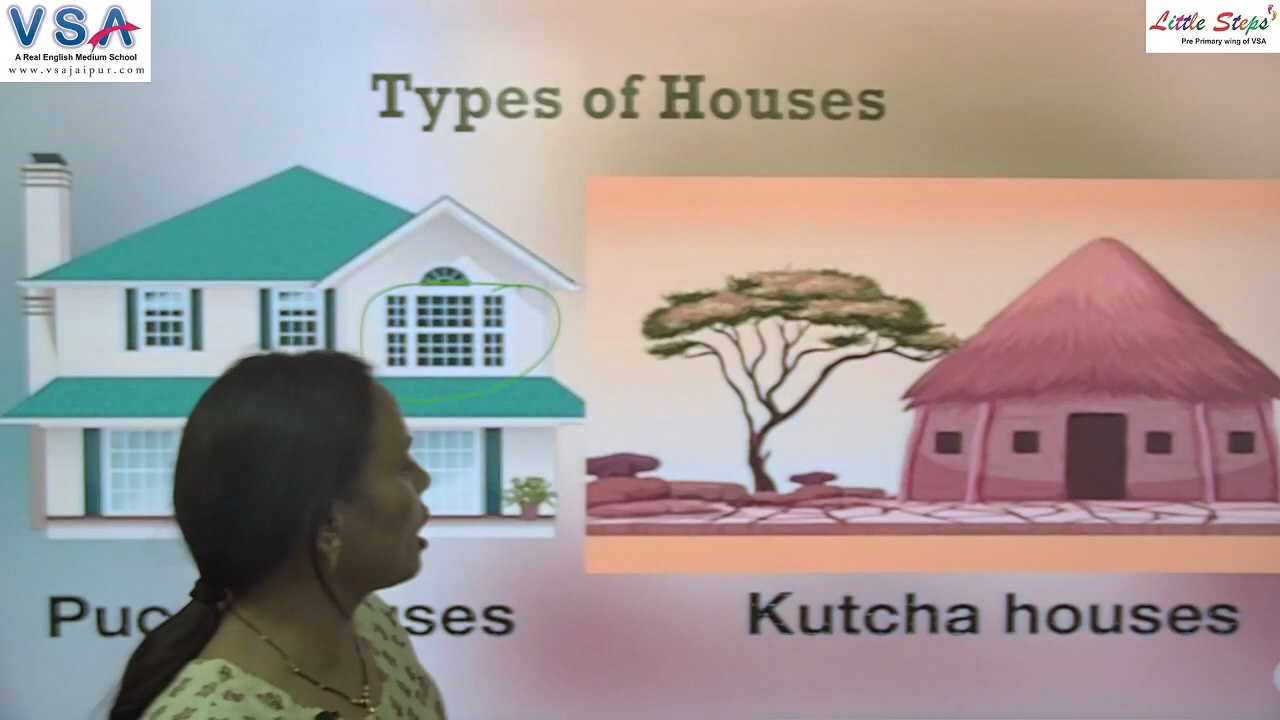 VSA
A Real English Medium School
www.vsajaipur.com
Little Steps
Pre Primary wing of VSA
Types of Houses
Kutcha houses